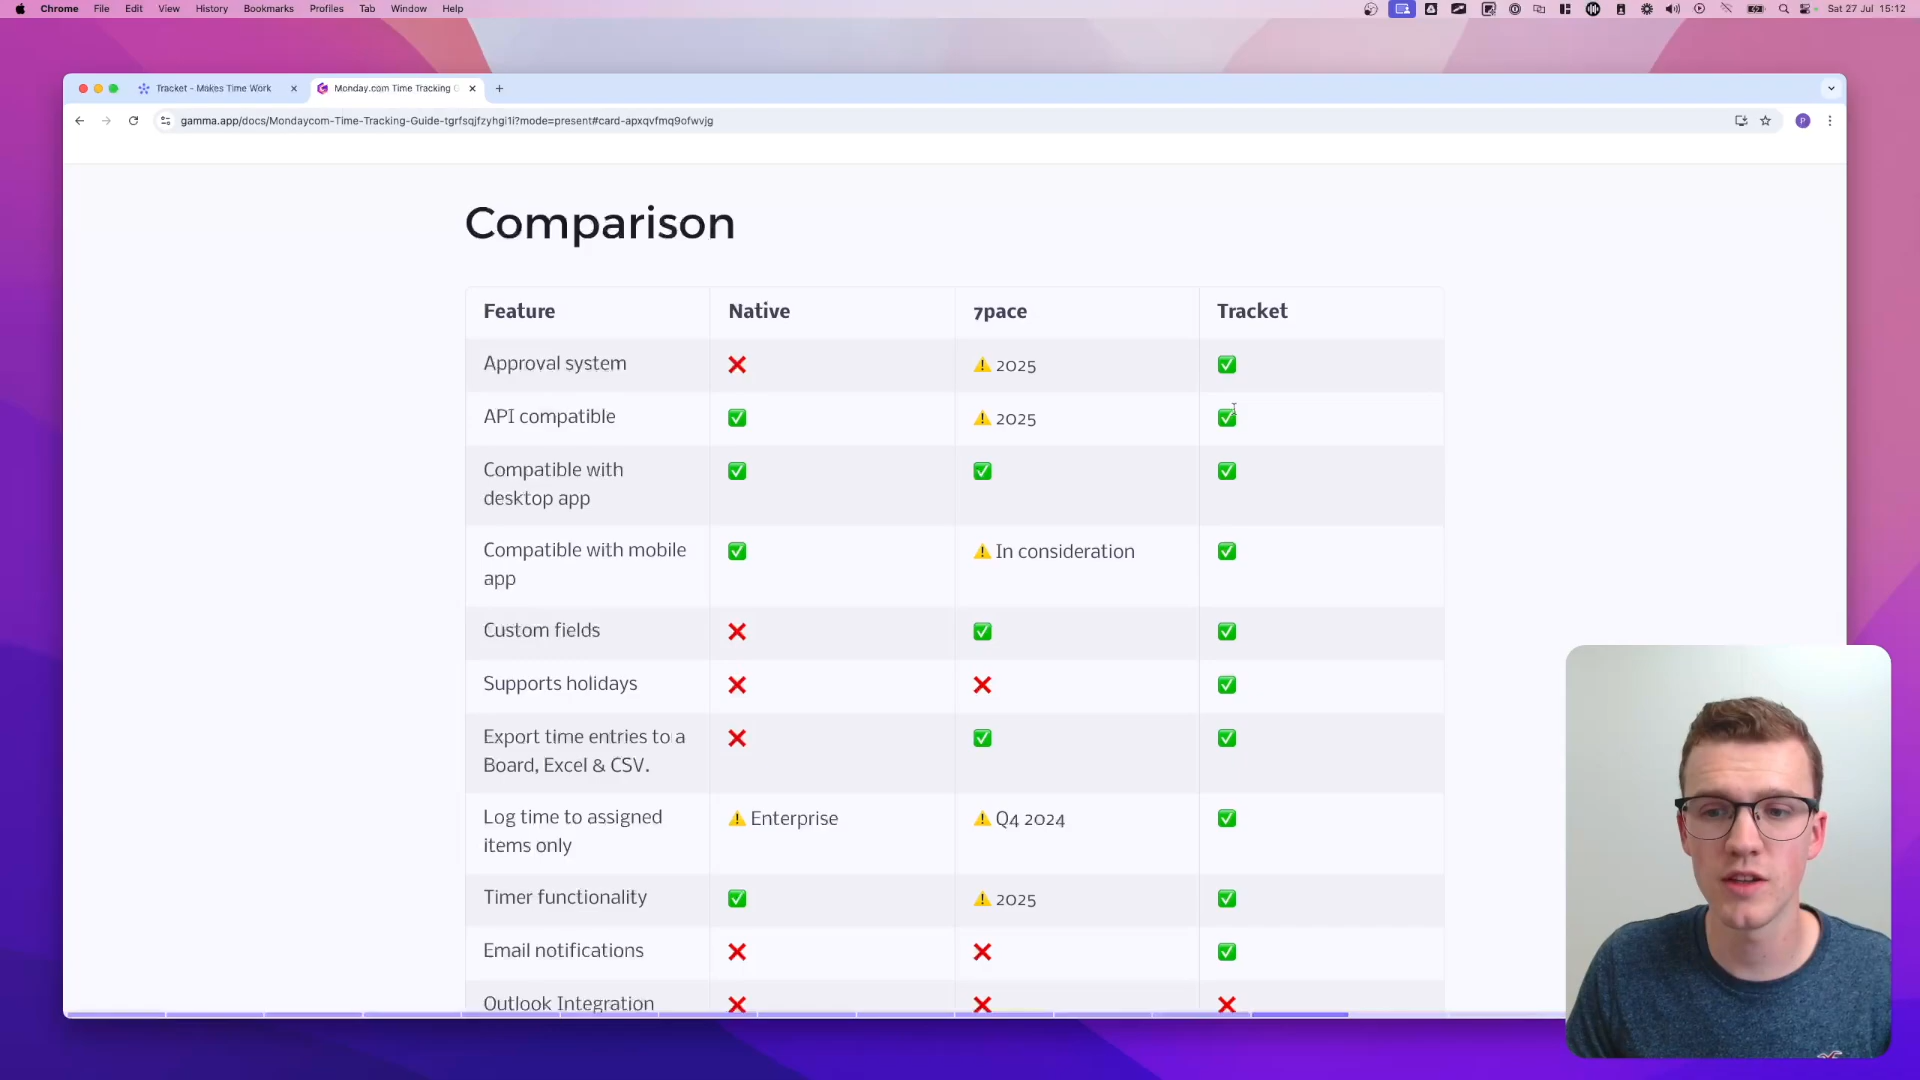 Chrome File Edit View History Bookmarks Profiles Tab Window Help Sat 27 Jul 15:12
Tracket - Makes Time Work Monday.com Time Tracking
gamma.app/docs/Mondaycom-Time-Tracking-Guide-tgrfsqjfzyhgi1i?mode=present#card-apxqvfmq9ofwvjg
P
Comparison
Feature Native 7pace Tracket
Approval system ❌ ⚠️ 2025 ✅
API compatible ✅ ⚠️ 2025 ✅
Compatible with
desktop app ✅ ✅ ✅
Compatible with mobile
app ✅ ⚠️ In consideration ✅
Custom fields ❌ ✅ ✅
Supports holidays ❌ ❌ ✅
Export time entries to a
Board, Excel & CSV. ❌ ✅ ✅
Log time to assigned
items only ⚠️ Enterprise ⚠️ Q4 2024 ✅
Timer functionality ✅ ⚠️ 2025 ✅
Email notifications ❌ ❌ ✅
Outlook Integration ❌ ❌ ❌